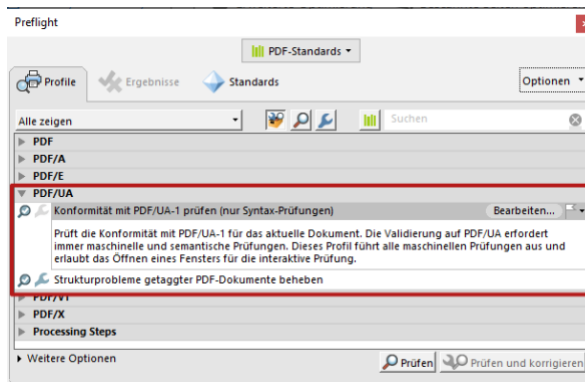 Preflight
PDF-Standards
Profile Ergebnisse Standards Optionen
Alle zeigen Suchen
PDF
PDF/A
PDF/E
PDF/UA
Konformität mit PDF/UA-1 prüfen (nur Syntax-Prüfungen) Bearbeiten...
Prüft die Konformität mit PDF/UA-1 für das aktuelle Dokument. Die Validierung auf PDF/UA erfordert
immer maschinelle und semantische Prüfungen. Dieses Profil führt alle maschinellen Prüfungen aus und
erlaubt das Öffnen eines Fensters für die interaktive Prüfung.
Strukturprobleme getaggter PDF-Dokumente beheben
PDF/VT
PDF/X
Processing Steps
Weitere Optionen Prüfen Prüfen und korrigieren